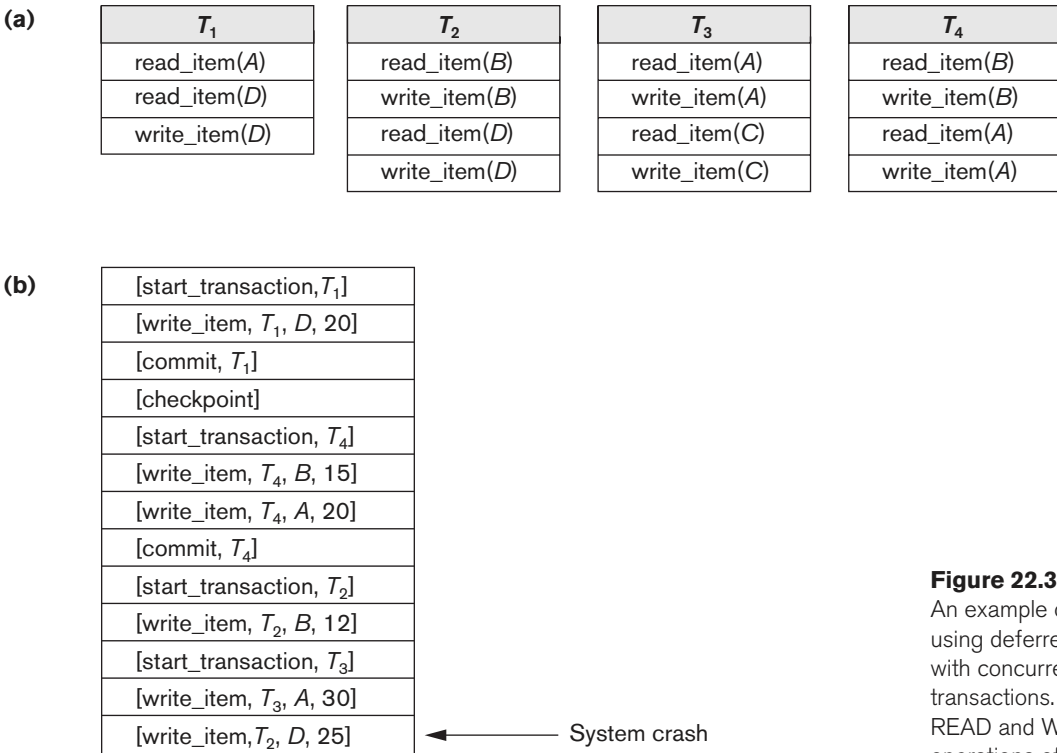 (a)
T1 T2 T3 T4
read_item(A) read_item(B) read_item(A) read_item(B)
read_item(D) write_item(B) write_item(A) write_item(B)
write_item(D) read_item(D) read_item(C) read_item(A)
write_item(D) write_item(C) write_item(A)
(b)
[start_transaction,T1]
[write_item, T1, D, 20]
[commit, T1]
[checkpoint]
[start_transaction, T4]
[write_item, T4, B, 15]
[write_item, T4, A, 20]
[commit, T4]
[start_transaction, T2]
[write_item, T2, B, 12]
[start_transaction, T3]
[write_item, T3, A, 30]
[write_item,T2, D, 25] System crash
Figure 22.3
An example
using deferre
with concurre
transactions.
READ and W